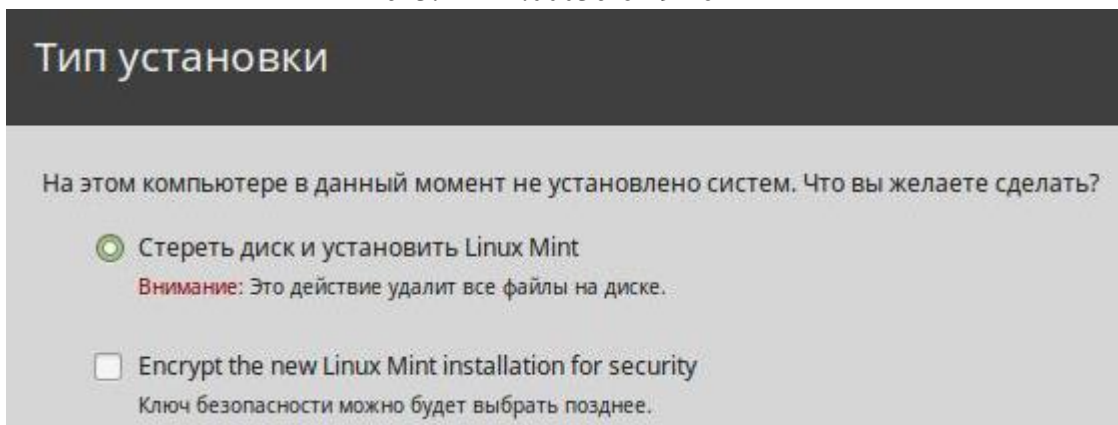 Тип установки
На этом компьютере в данный момент не установлено систем. Что вы желаете сделать?
Стереть диск и установить Linux Mint
Внимание: Это действие удалит все файлы на диске.
Encrypt the new Linux Mint installation for security
Ключ безопасности можно будет выбрать позднее.